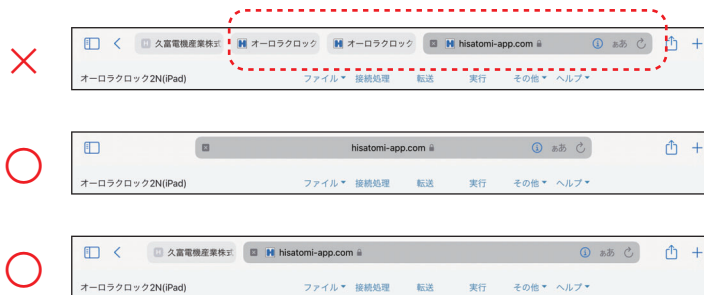 久富電機産業株式 オーロラクロック オーロラクロック hisatomi-app.com ぁあ
オーロラクロック2N(iPad) ファイル 接続処理 転送 実行 その他 ヘルプ
hisatomi-app.com ぁあ
オーロラクロック2N(iPad) ファイル 接続処理 転送 実行 その他 ヘルプ
久富電機産業株式 hisatomi-app.com ぁあ
オーロラクロック2N(iPad) ファイル 接続処理 転送 実行 その他 ヘルプ